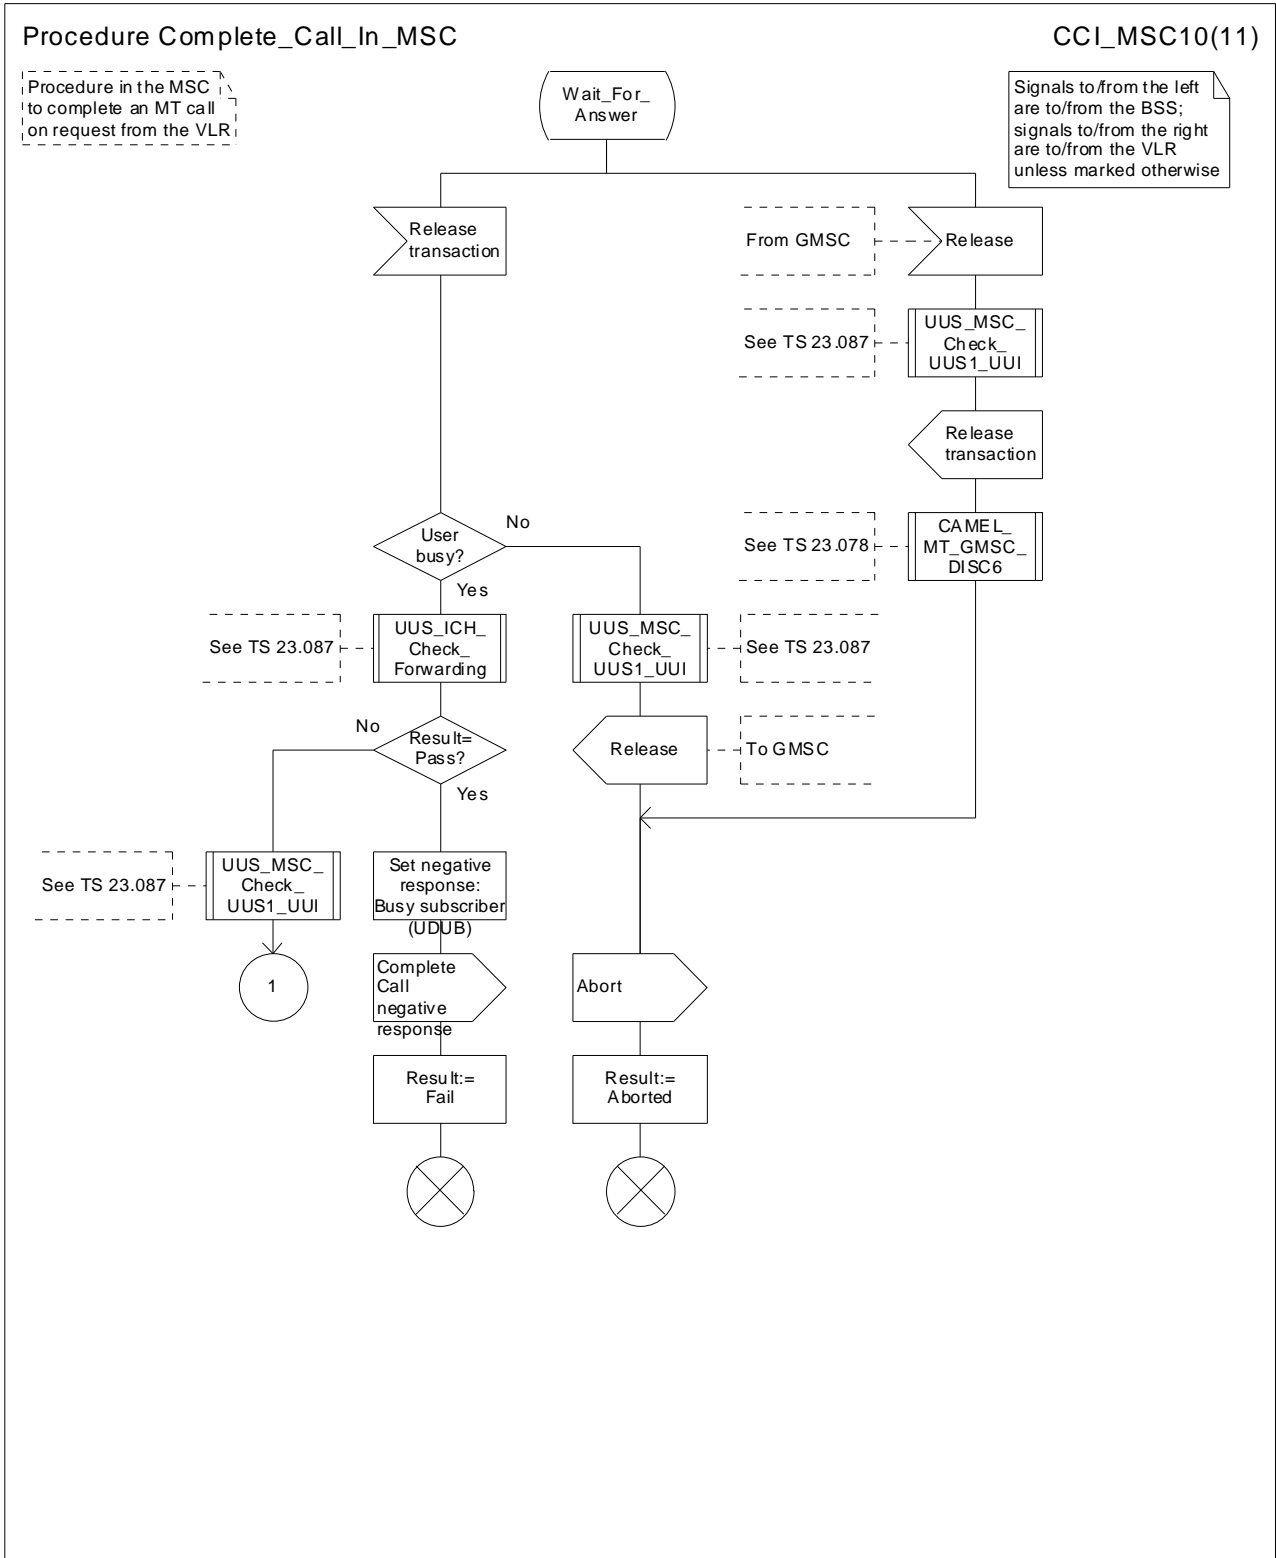 Procedure Complete_Call_In_MSC
CCI_MSC10(11)
Procedure in the MSC
to complete an MT call
on request from the VLR
Wait_For_
Answer
Signals to/from the left
are to/from the BSS;
signals to/from the right
are to/from the VLR
unless marked otherwise
Release
transaction
From GMSC
Release
See TS 23.087
UUS_MSC_
Check_
UUS1_UUI
Release
transaction
User
busy?
No
Yes
See TS 23.078
CAMEL_
MT_GMSC_
DISC6
See TS 23.087
UUS_ICH_
Check_
Forwarding
UUS_MSC_
Check_
UUS1_UUI
See TS 23.087
No
Result=
Pass?
Yes
Release
To GMSC
See TS 23.087
UUS_MSC_
Check_
UUS1_UUI
Set negative
response:
Busy subscriber
(UDUB)
1
Complete
Call
negative
response
Abort
Result:=
Fail
Result:=
Aborted